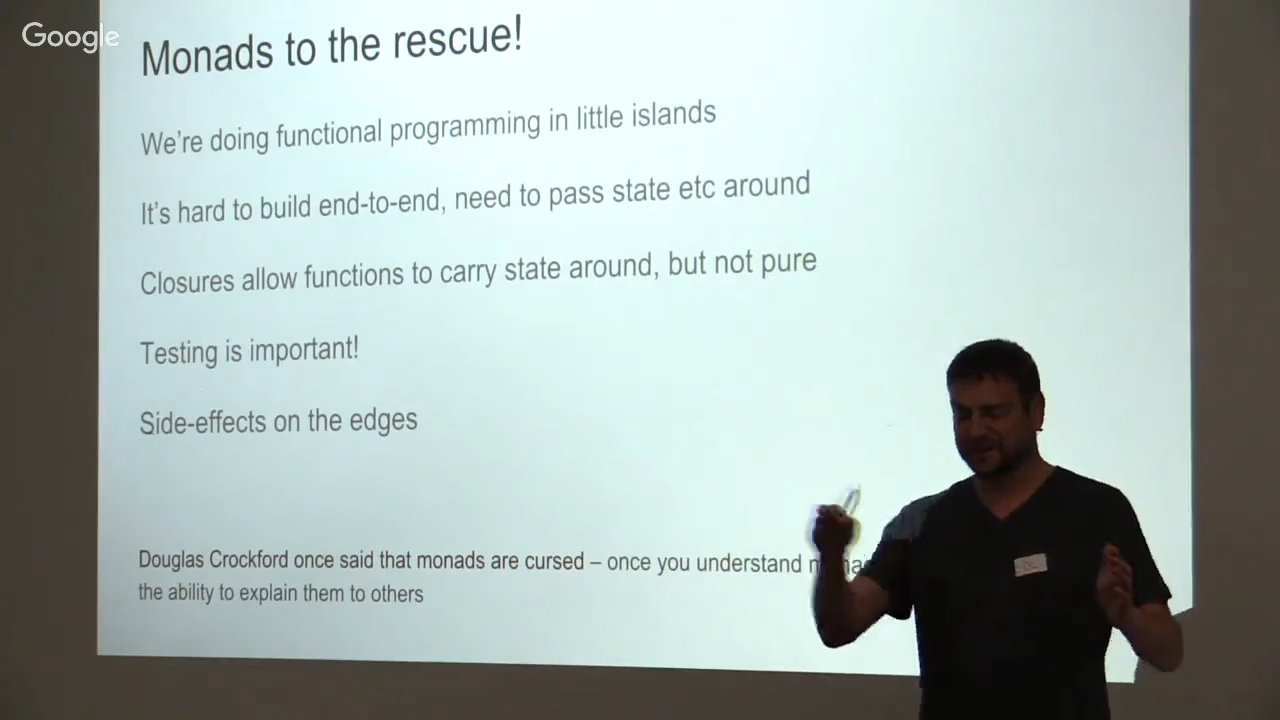 Google
Monads to the rescue!
We're doing functional programming in little islands
It's hard to build end-to-end, need to pass state etc around
Closures allow functions to carry state around, but not pure
Testing is important!
Side-effects on the edges
Douglas Crockford once said that monads are cursed – once you understand
the ability to explain them to others